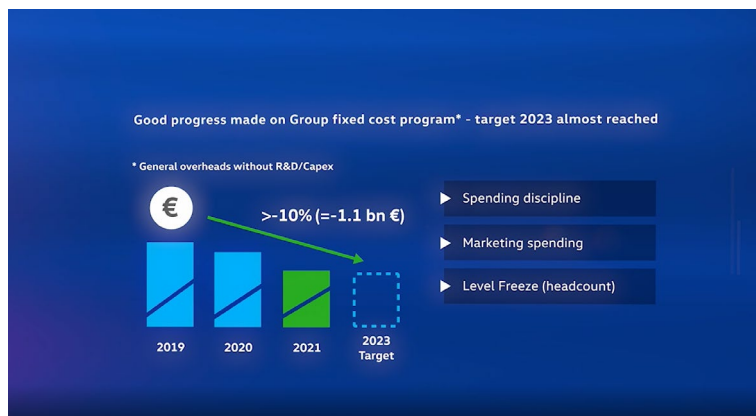 Good progress made on Group fixed cost program* - target 2023 almost reached
* General overheads without R&D/Capex
€
>-10% (=-1.1 bn €)
2019
2020
2021
2023
Target
Spending discipline
Marketing spending
Level Freeze (headcount)